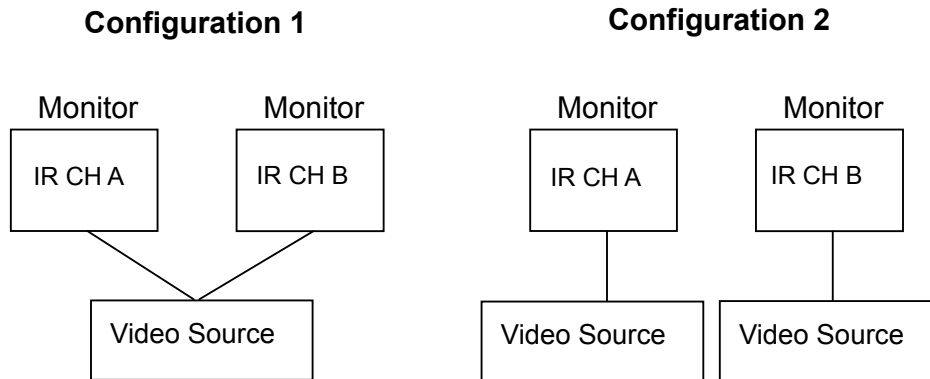 Configuration 1
Monitor
Monitor
IR CH A
IR CH B
Video Source
Configuration 2
Monitor
Monitor
IR CH A
IR CH B
Video Source
Video Source